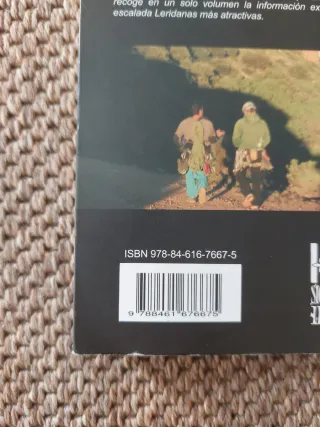 recoge en un solo volumen la información ex
escalada Leridanas más atractivas.
ISBN 978-84-616-7667-5
9 788461 676675